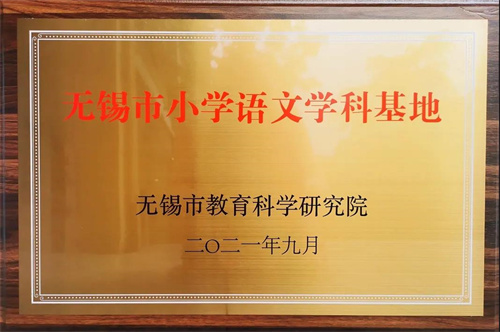 无锡市小学语文学科基地
无锡市教育科学研究院
二〇二一年九月